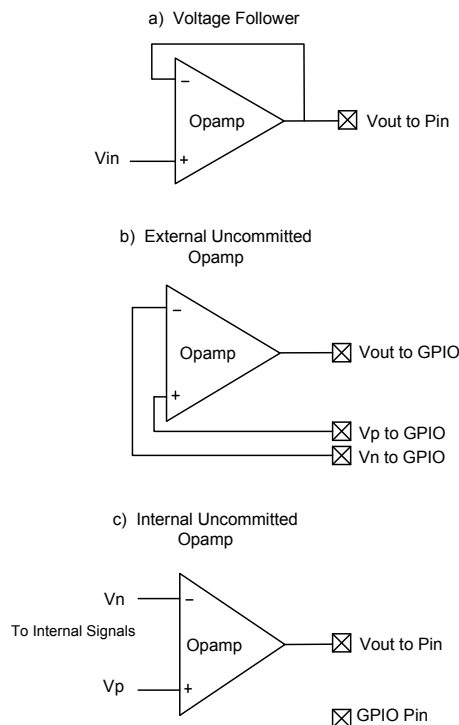 a) Voltage Follower
−
Opamp
Vout to Pin
Vin
+
b) External Uncommitted
Opamp
−
Opamp
Vout to GPIO
+
Vp to GPIO
Vn to GPIO
c) Internal Uncommitted
Opamp
Vn
−
To Internal Signals
Opamp
Vout to Pin
Vp
+
GPIO Pin